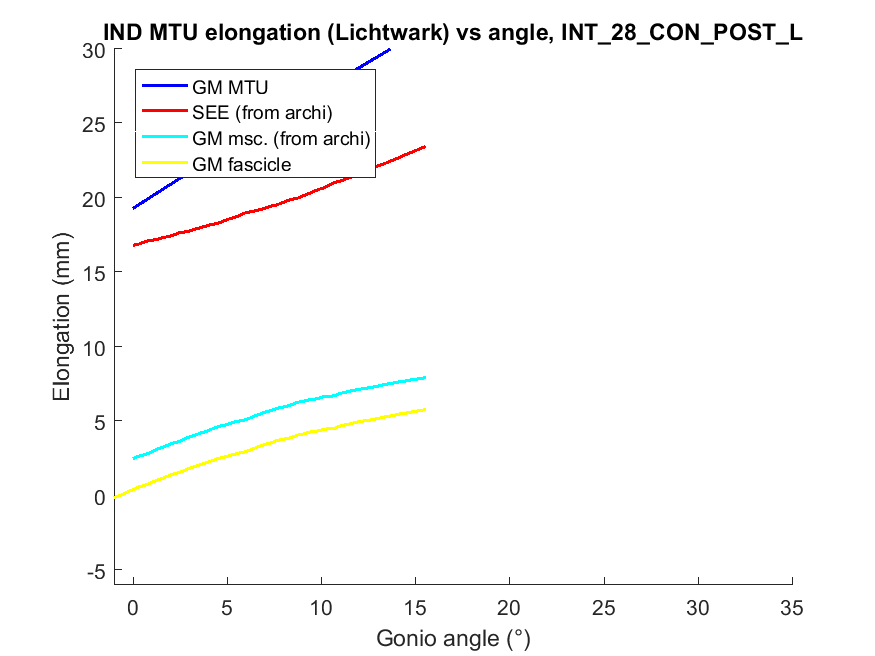 IND MTU elongation (Lichtwark) vs angle, INT_28_CON_POST_L
30
25
20
15
10
5
0
-5
Elongation (mm)
GM MTU
SEE (from archi)
GM msc. (from archi)
GM fascicle
0 5 10 15 20 25 30 35
Gonio angle (°)